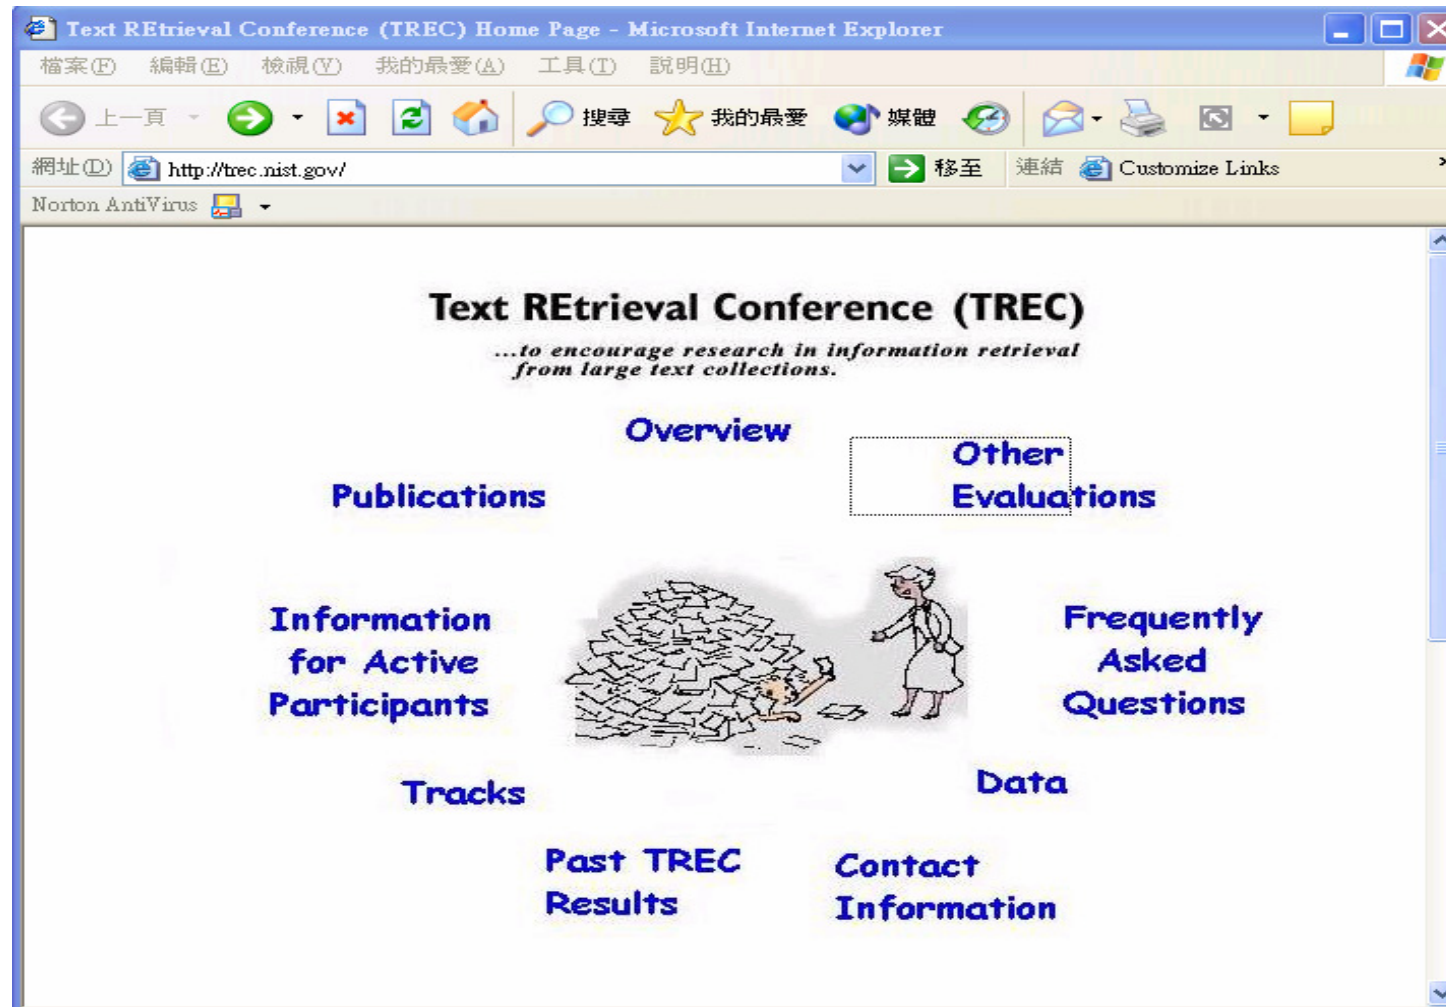 Text REtrieval Conference (TREC) Home Page - Microsoft Internet Explorer
檔案(F) 編輯(E) 檢視(V) 我的最愛(A) 工具(T) 說明(H)
上一頁 搜尋 我的最愛 媒體
網址(D) http://trec.nist.gov/ 移至 連結 Customize Links »
Norton AntiVirus
Text REtrieval Conference (TREC)
...to encourage research in information retrieval
from large text collections.
Overview
Other
Evaluations
Publications
Information
for Active
Participants
Frequently
Asked
Questions
Tracks
Data
Past TREC
Results
Contact
Information